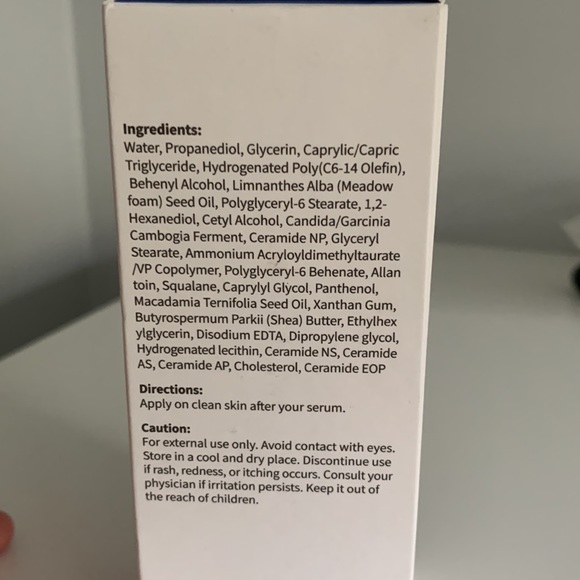 Ingredients:
Water, Propanediol, Glycerin, Caprylic/Capric
Triglyceride, Hydrogenated Poly(C6-14 Olefin),
Behenyl Alcohol, Limnanthes Alba (Meadow
foam) Seed Oil, Polyglyceryl-6 Stearate, 1,2-
Hexanediol, Cetyl Alcohol, Candida/Garcinia
Cambogia Ferment, Ceramide NP, Glyceryl
Stearate, Ammonium Acryloyldimethyltaurate
/VP Copolymer, Polyglyceryl-6 Behenate, Allan
toin, Squalane, Caprylyl Glycol, Panthenol,
Macadamia Ternifolia Seed Oil, Xanthan Gum,
Butyrospermum Parkii (Shea) Butter, Ethylhex
ylglycerin, Disodium EDTA, Dipropylene glycol,
Hydrogenated lecithin, Ceramide NS, Ceramide
AS, Ceramide AP, Cholesterol, Ceramide EOP
Directions:
Apply on clean skin after your serum.
Caution:
For external use only. Avoid contact with eyes.
Store in a cool and dry place. Discontinue use
if rash, redness, or itching occurs. Consult your
physician if irritation persists. Keep it out of
the reach of children.